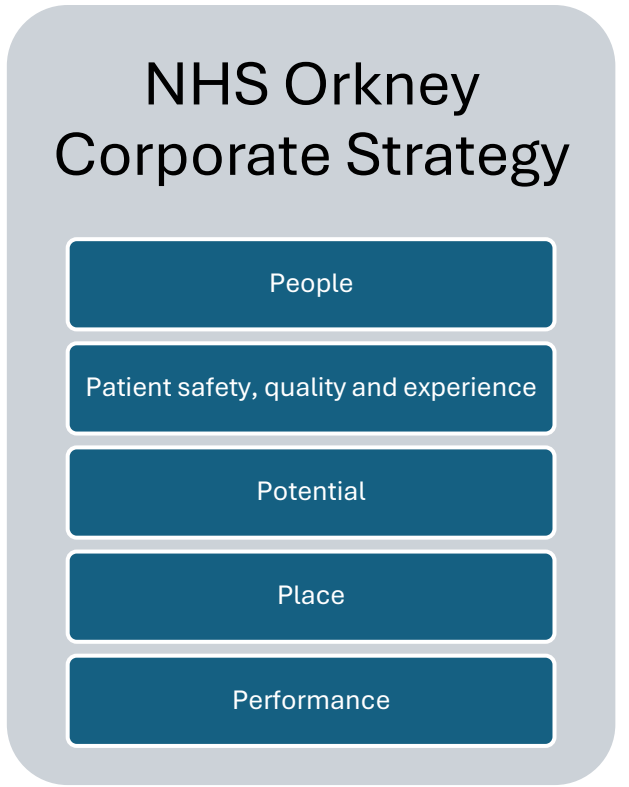 NHS Orkney
Corporate Strategy
People
Patient safety, quality and experience
Potential
Place
Performance